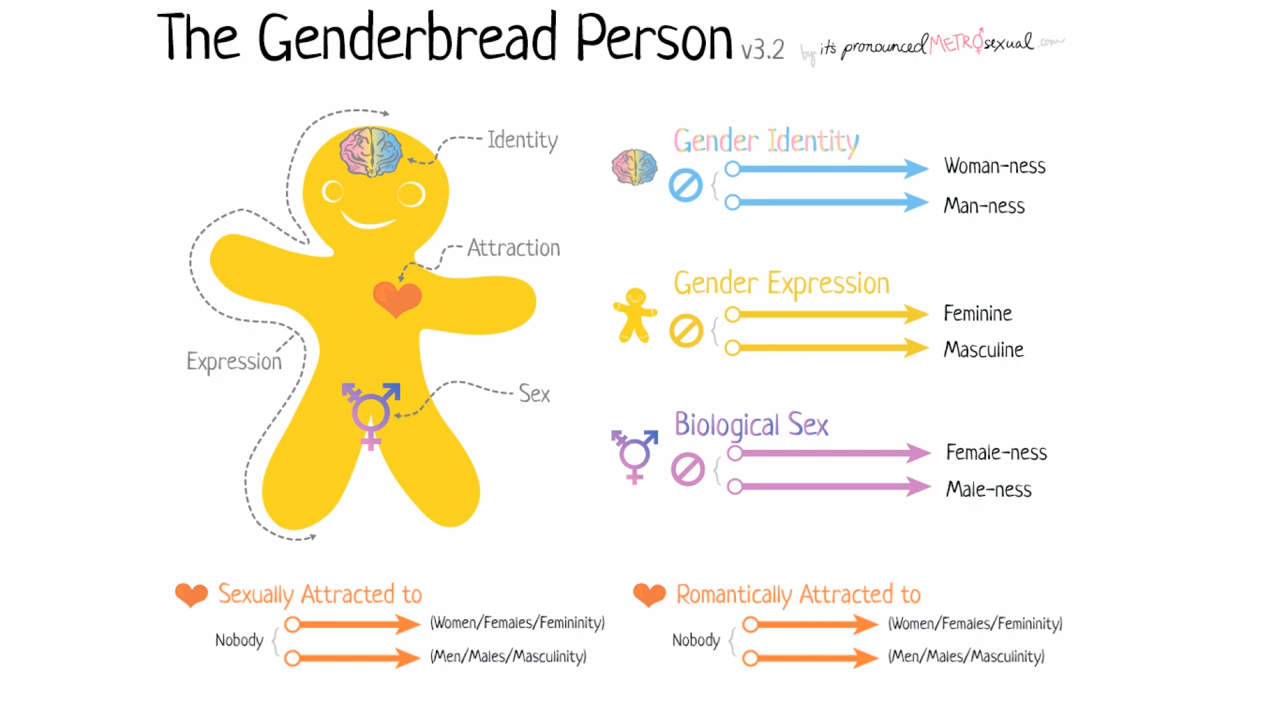 The Genderbread Person v3.2 by it's pronounced METROsexual.com
Identity
Attraction
Expression
Sex
Gender Identity
Woman-ness
Man-ness
Gender Expression
Feminine
Masculine
Biological Sex
Female-ness
Male-ness
Sexually Attracted to
Nobody
(Women/Females/Femininity)
(Men/Males/Masculinity)
Romantically Attracted to
Nobody
(Women/Females/Femininity)
(Men/Males/Masculinity)